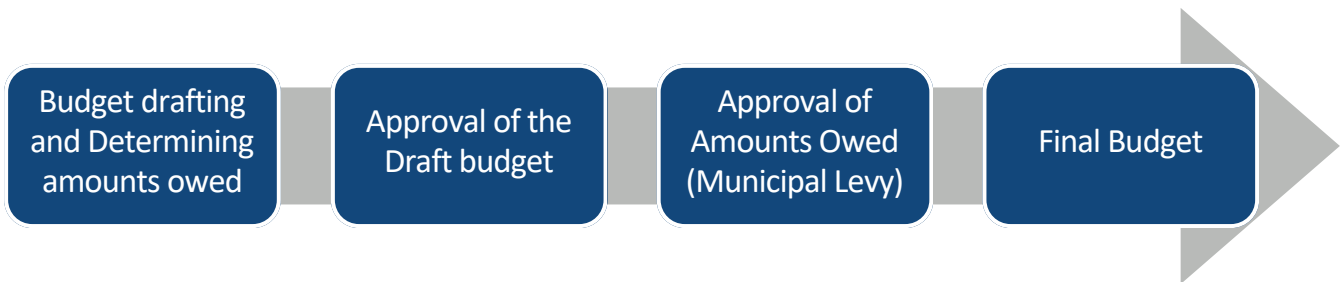 Budget drafting
and Determining
amounts owed
Approval of the
Draft budget
Approval of
Amounts Owed
(Municipal Levy)
Final Budget